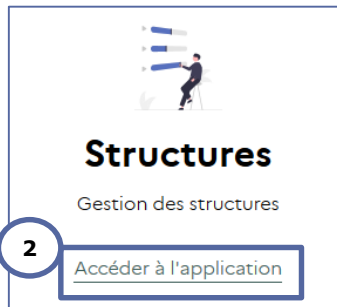 Structures
Gestion des structures
2
Accéder à l'application